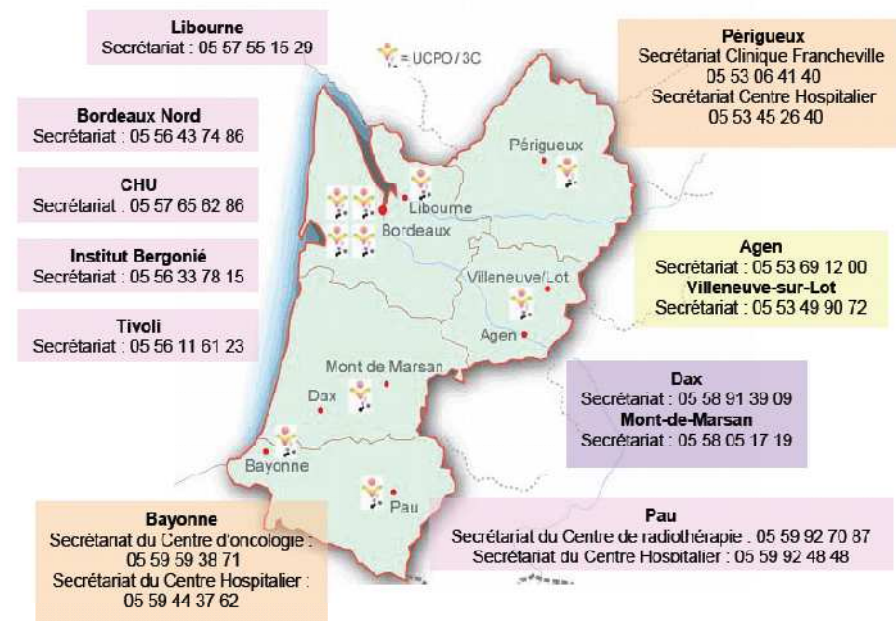 Libourne
Secrétariat : 05 57 55 15 29
= UCPO / 3C
Périgueux
Secrétariat Clinique Francheville
05 53 06 41 40
Secrétariat Centre Hospitalier
05 53 45 26 40
Bordeaux Nord
Secrétariat : 05 56 43 74 86
CHU
Secrétariat : 05 57 65 62 86
Institut Bergonié
Secrétariat : 05 56 33 78 15
Tivoli
Secrétariat : 05 56 11 61 23
Périgueux
Libourne
Bordeaux
Villeneuve/Lot
Agen
Mont de Marsan
Dax
Bayonne
Pau
Agen
Secrétariat : 05 53 69 12 00
Villeneuve-sur-Lot
Secrétariat : 05 53 49 90 72
Dax
Secrétariat : 05 58 91 39 09
Mont-de-Marsan
Secrétariat : 05 58 05 17 19
Bayonne
Secrétariat du Centre d'oncologie :
05 59 59 38 71
Secrétariat du Centre Hospitalier :
05 59 44 37 62
Pau
Secrétariat du Centre de radiothérapie : 05 59 92 70 87
Secrétariat du Centre Hospitalier : 05 59 92 48 48